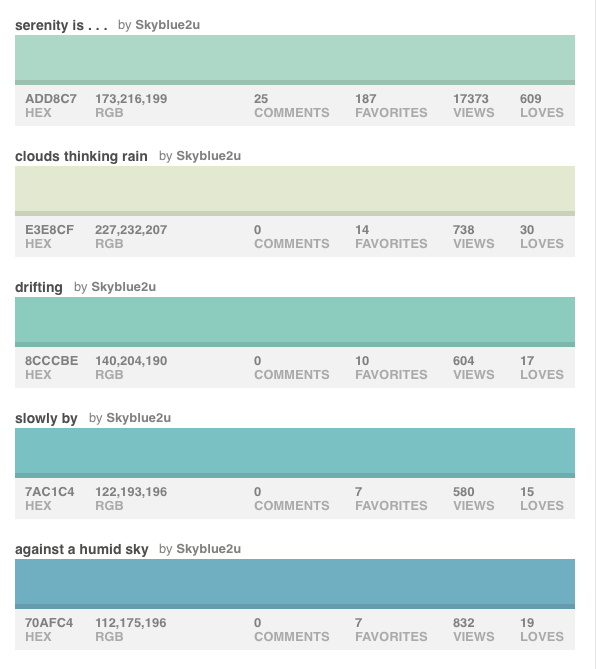 serenity is . . . by Skyblue2u
ADD8C7 173,216,199 25 187 17373 609
HEX RGB COMMENTS FAVORITES VIEWS LOVES
clouds thinking rain by Skyblue2u
E3E8CF 227,232,207 0 14 738 30
HEX RGB COMMENTS FAVORITES VIEWS LOVES
drifting by Skyblue2u
8CCCBE 140,204,190 0 10 604 17
HEX RGB COMMENTS FAVORITES VIEWS LOVES
slowly by by Skyblue2u
7AC1C4 122,193,196 0 7 580 15
HEX RGB COMMENTS FAVORITES VIEWS LOVES
against a humid sky by Skyblue2u
70AFC4 112,175,196 0 7 832 19
HEX RGB COMMENTS FAVORITES VIEWS LOVES